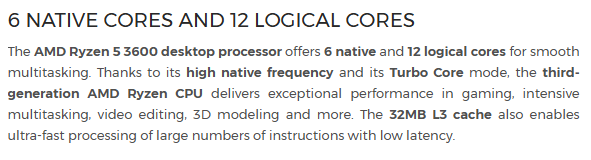 6 NATIVE CORES AND 12 LOGICAL CORES
The AMD Ryzen 5 3600 desktop processor offers 6 native and 12 logical cores for smooth
multitasking. Thanks to its high native frequency and its Turbo Core mode, the third-
generation AMD Ryzen CPU delivers exceptional performance in gaming, intensive
multitasking, video editing, 3D modeling and more. The 32MB L3 cache also enables
ultra-fast processing of large numbers of instructions with low latency.